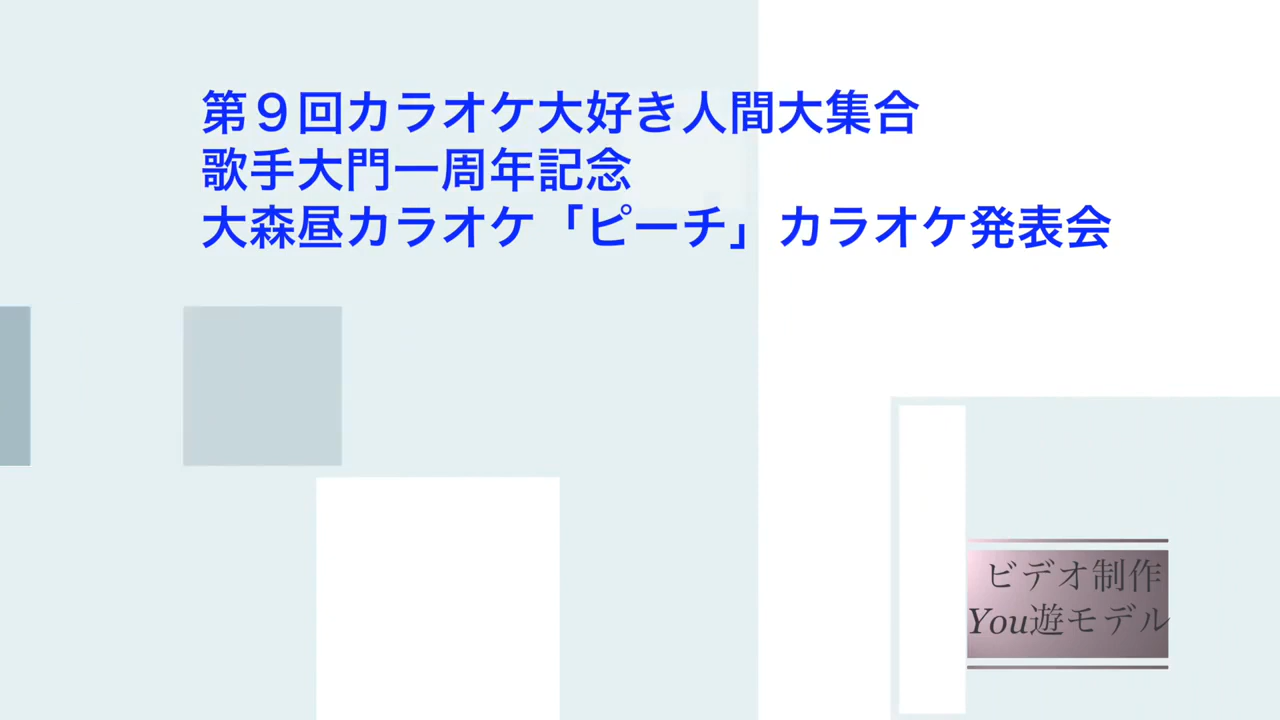 第９回カラオケ大好き人間大集合
歌手大門一周年記念
大森昼カラオケ「ピーチ」カラオケ発表会
ビデオ制作
You遊モデル